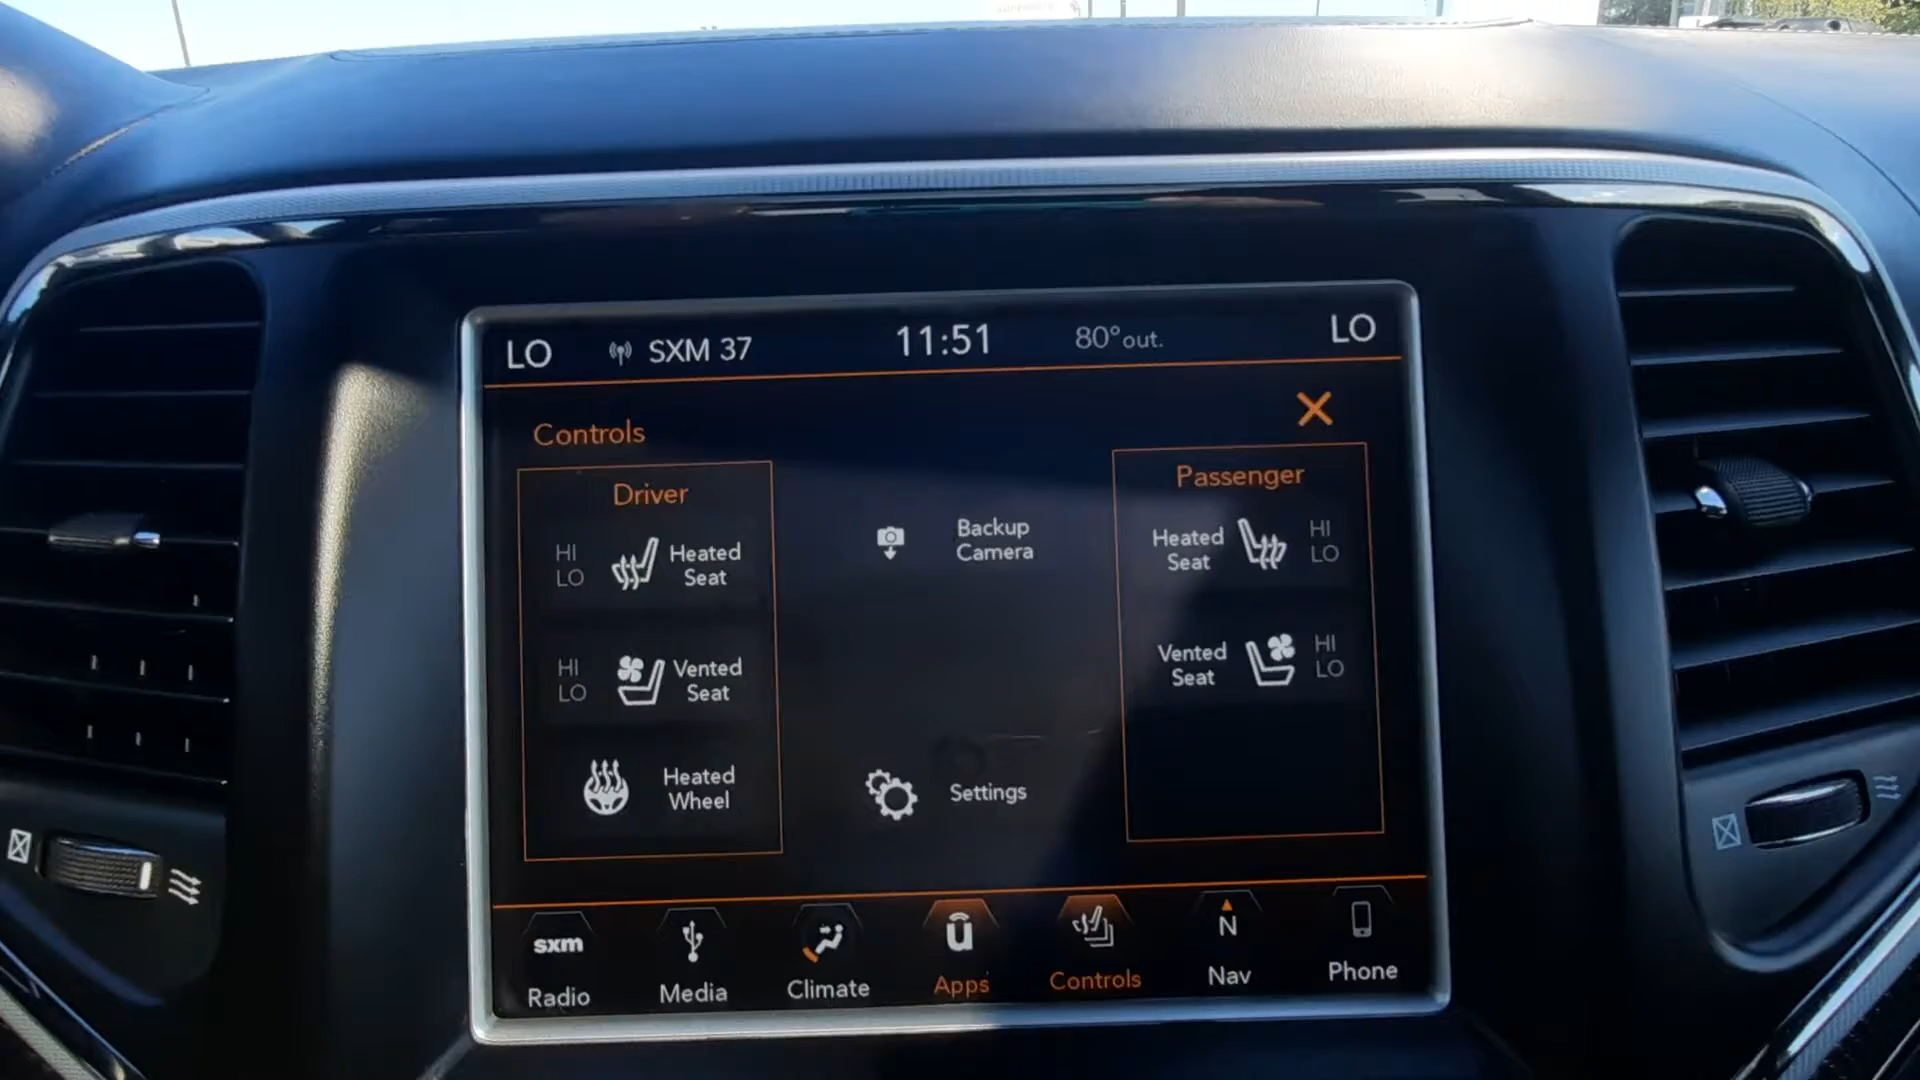 LO SXM 37 11:51 80° out. LO
Controls
Driver
HI
LO
Heated
Seat
HI
LO
Vented
Seat
Heated
Wheel
Backup
Camera
Settings
Passenger
Heated
Seat
HI
LO
Vented
Seat
HI
LO
sxm
Radio
Media
Climate
u
Apps
Controls
N
Nav
Phone